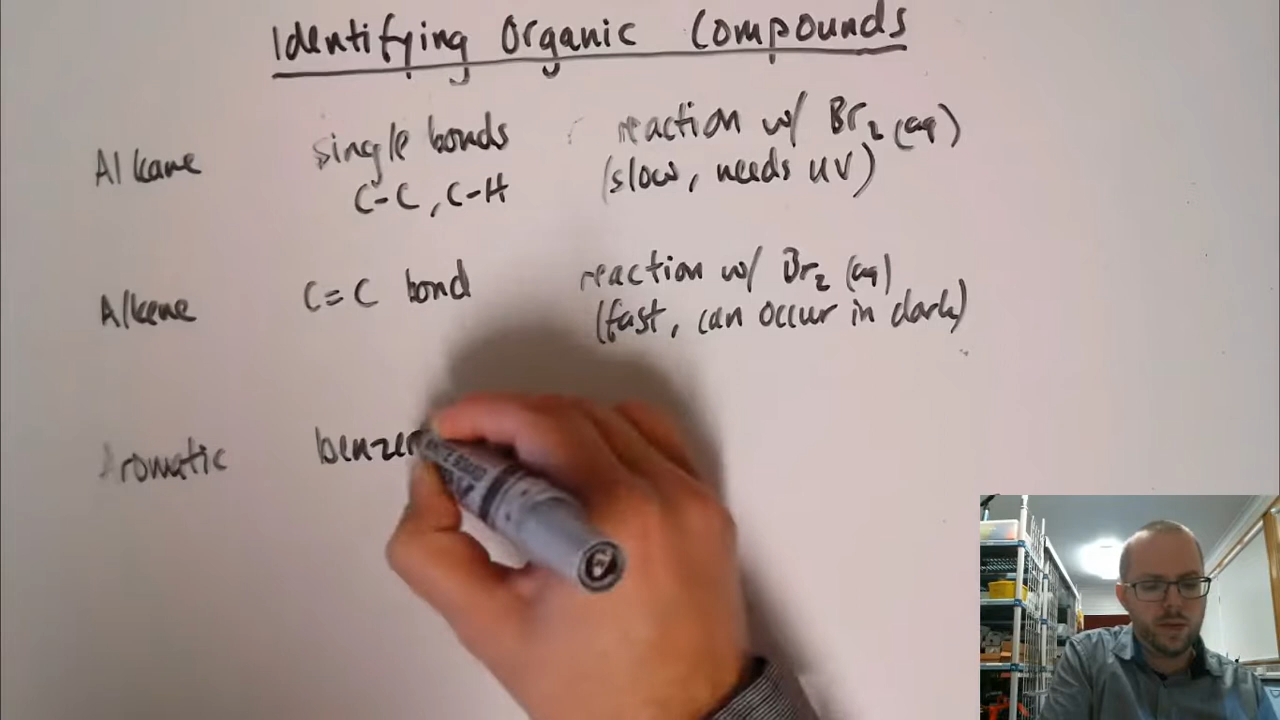 Identifying Organic Compounds
Alkane
single bonds
C-C, C-H
reaction w/ Br₂ (aq)
(slow, needs UV)
Alkene
C=C bond
reaction w/ Br₂ (aq)
(fast, can occur in dark)
Aromatic
benzen